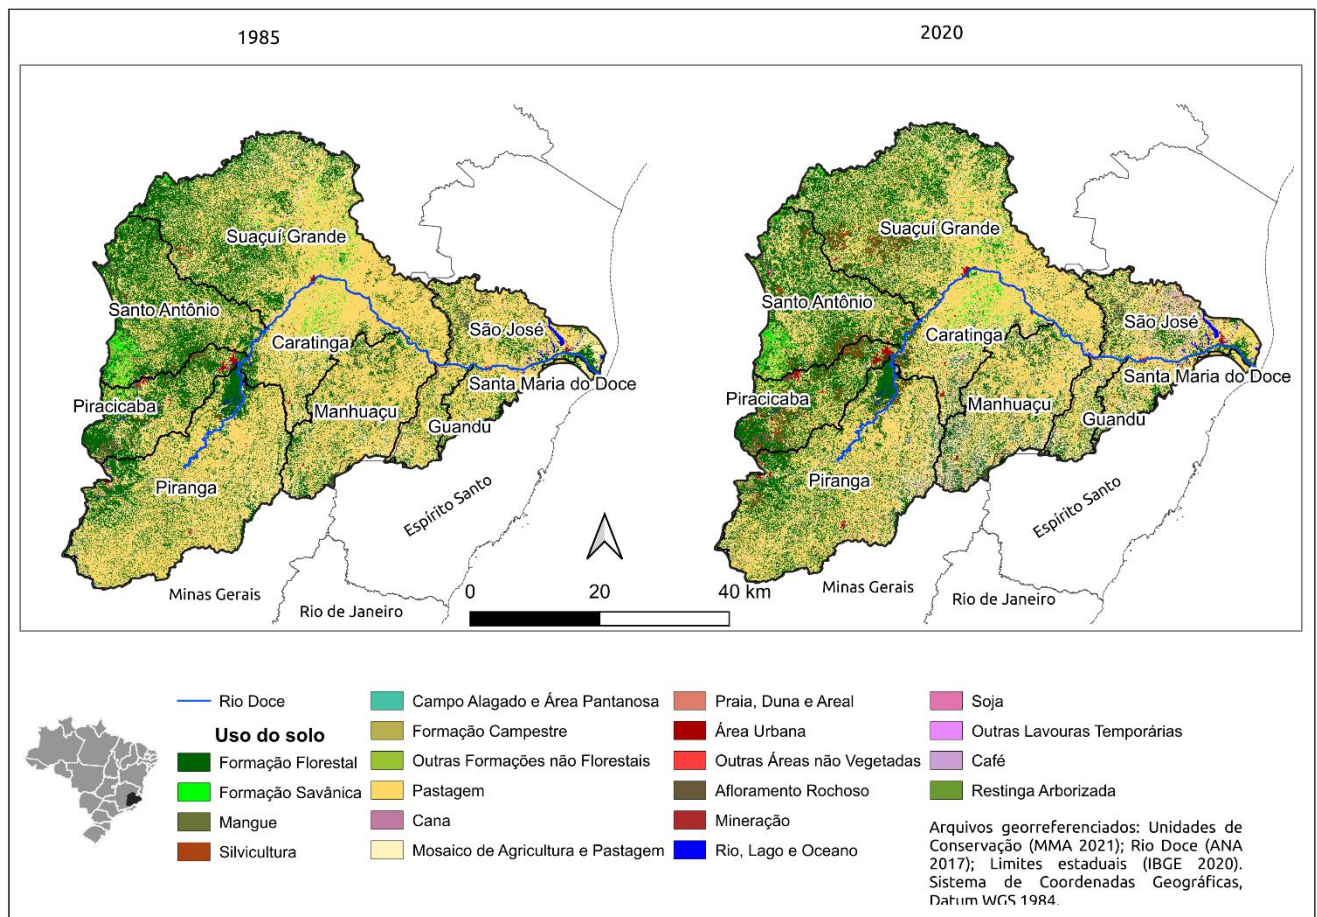 1985
2020
Suaçuí Grande
Santo Antônio
Caratinga
São José
Santa Maria do Doce
Piracicaba
Manhuaçu
Guandu
Piranga
Espírito Santo
Minas Gerais
Rio de Janeiro
Suaçuí Grande
Santo Antônio
Caratinga
São José
Santa Maria do Doce
Piracicaba
Manhuaçu
Guandu
Piranga
Espírito Santo
Minas Gerais
Rio de Janeiro
0 20 40 km
Rio Doce
Uso do solo
Formação Florestal
Formação Savânica
Mangue
Silvicultura
Campo Alagado e Área Pantanosa
Formação Campestre
Outras Formações não Florestais
Pastagem
Cana
Mosaico de Agricultura e Pastagem
Praia, Duna e Areal
Área Urbana
Outras Áreas não Vegetadas
Afloramento Rochoso
Mineração
Rio, Lago e Oceano
Soja
Outras Lavouras Temporárias
Café
Restinga Arborizada
Arquivos georreferenciados: Unidades de
Conservação (MMA 2021); Rio Doce (ANA
2017); Limites estaduais (IBGE 2020).
Sistema de Coordenadas Geográficas,
Datum WGS 1984.